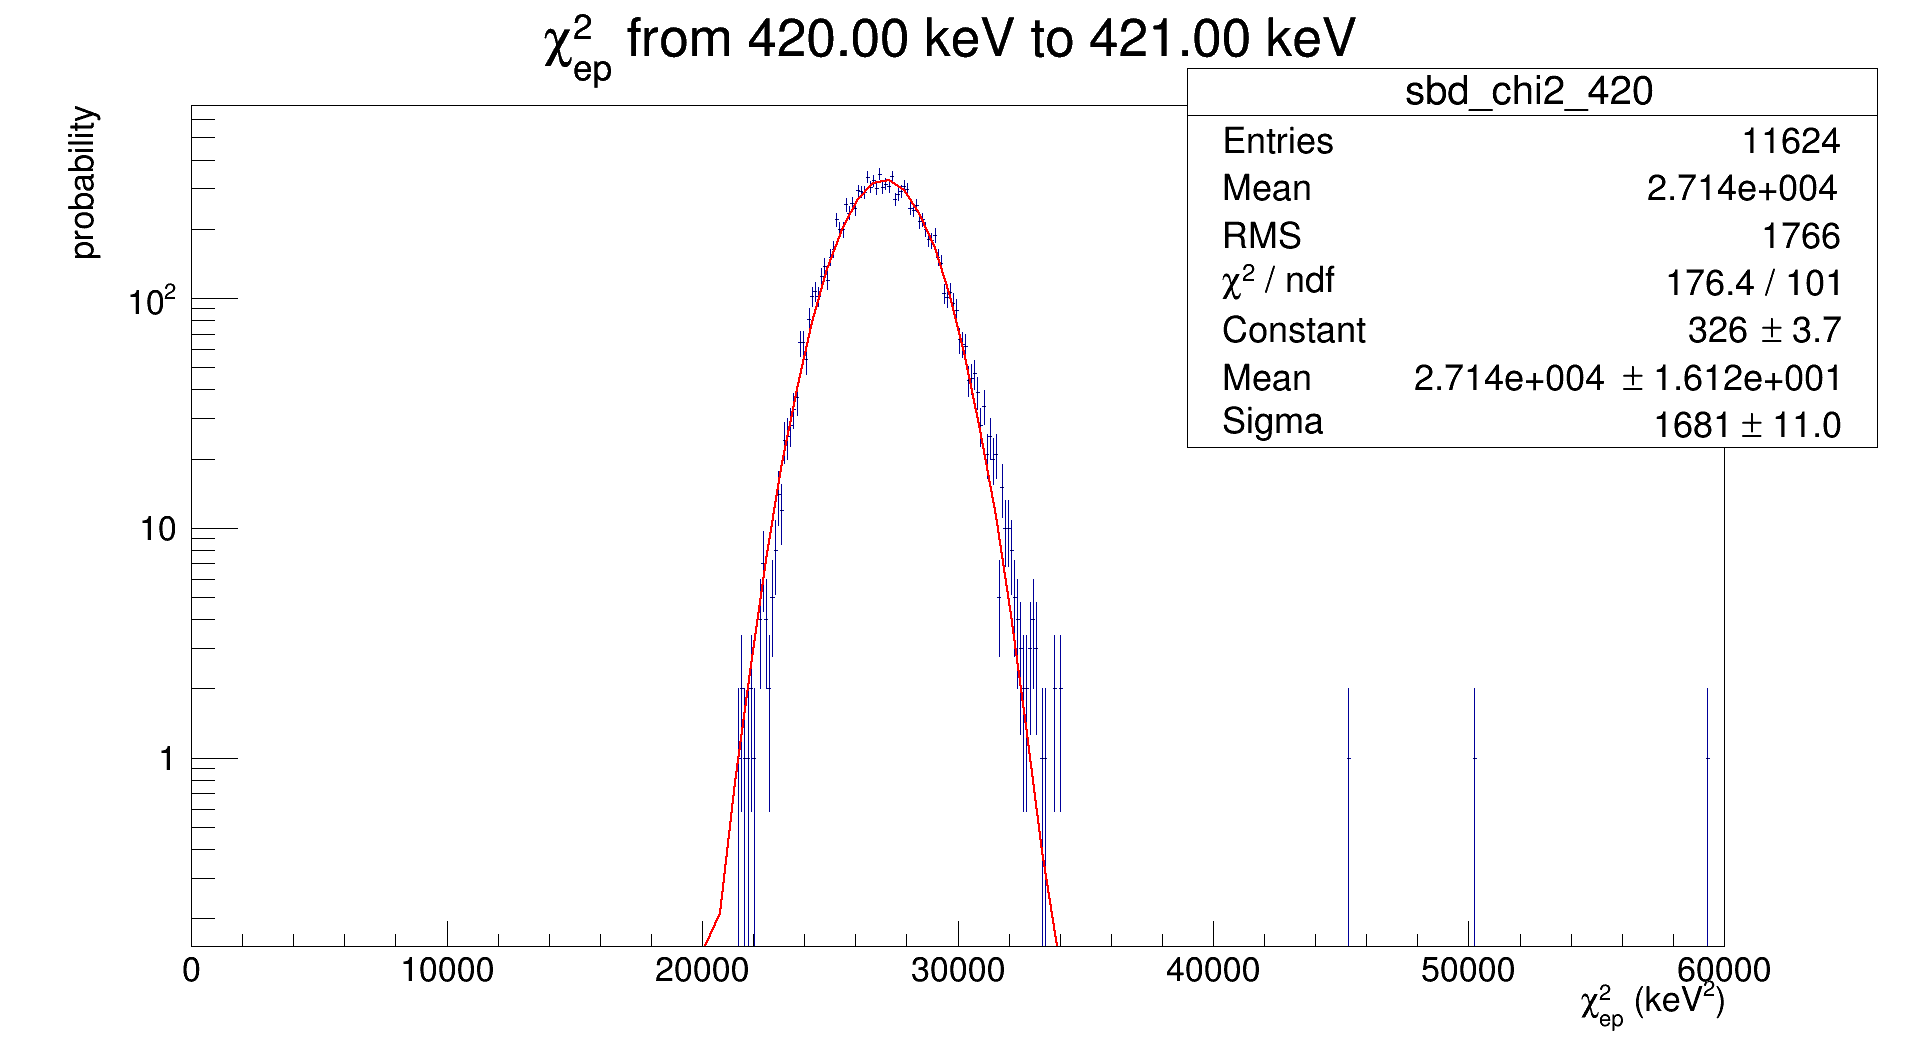 χ²ep from 420.00 keV to 421.00 keV
sbd_chi2_420
Entries 11624
Mean 2.714e+004
RMS 1766
χ² / ndf 176.4 / 101
Constant 326 ± 3.7
Mean 2.714e+004 ± 1.612e+001
Sigma 1681 ± 11.0
probability
10²
10
1
0 10000 20000 30000 40000 50000 60000
χ²ep (keV²)